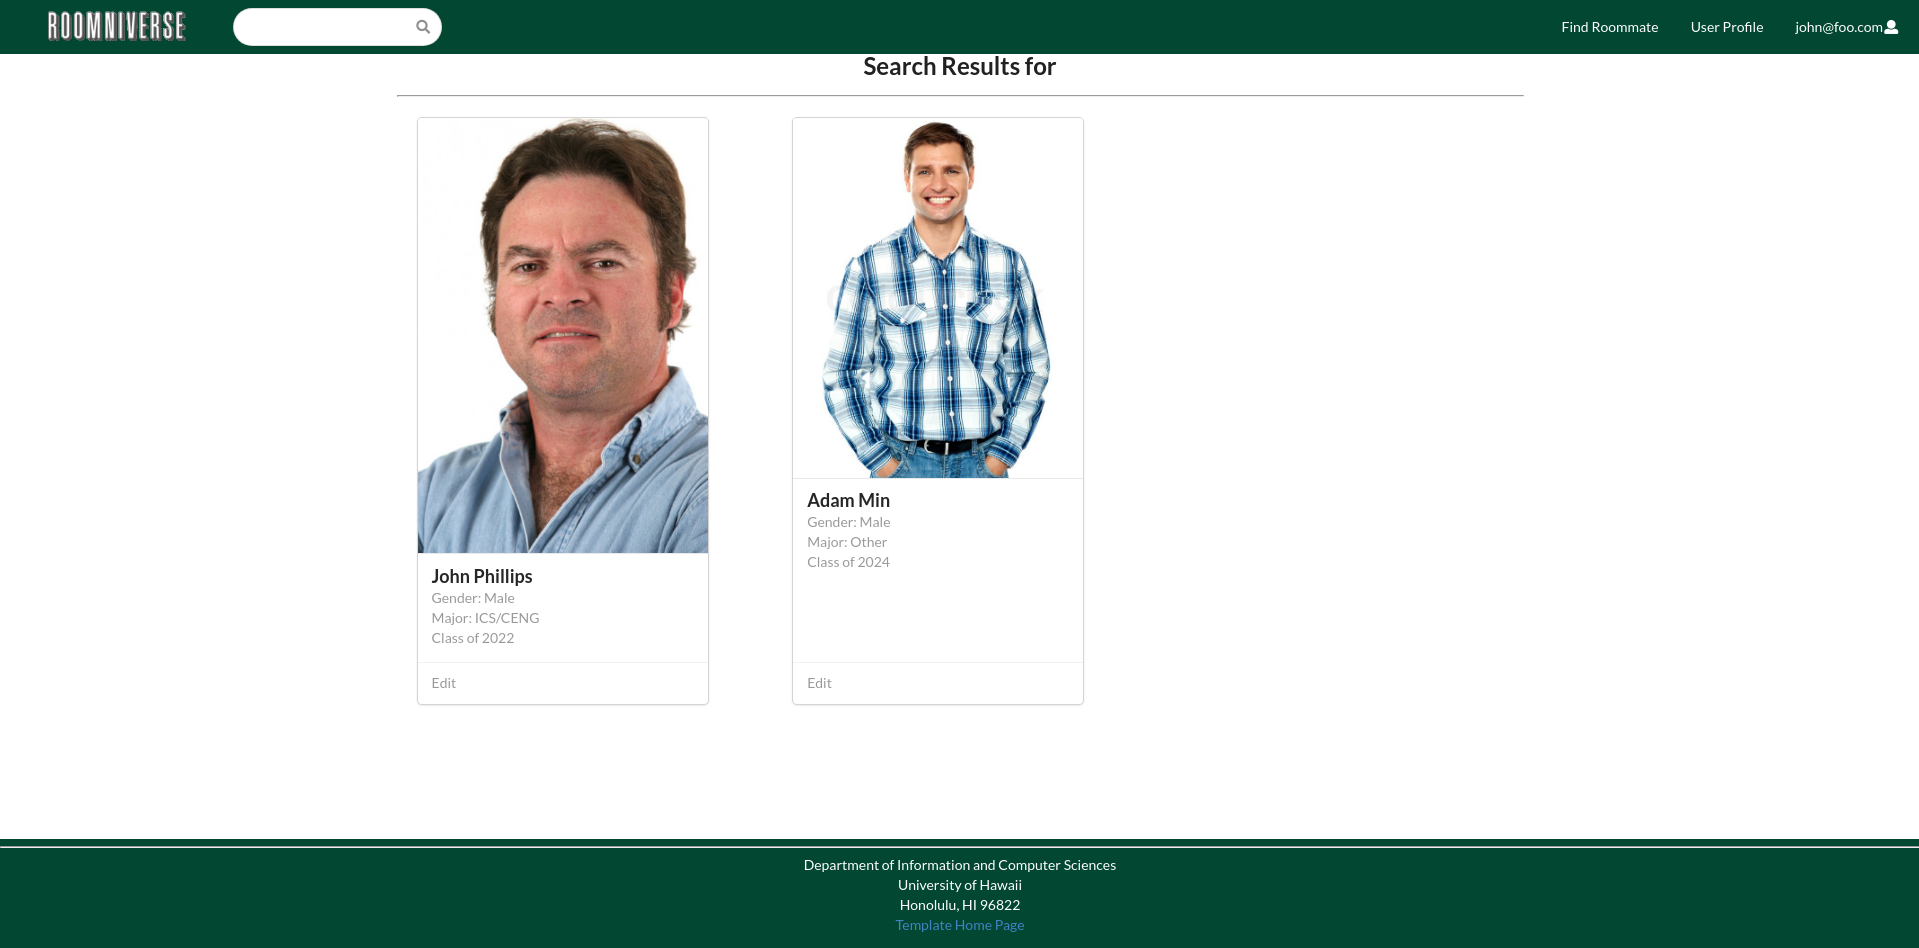 ROOMNIVERSE
Find Roommate
User Profile
john@foo.com
Search Results for
John Phillips
Gender: Male
Major: ICS/CENG
Class of 2022
Edit
Adam Min
Gender: Male
Major: Other
Class of 2024
Edit
Department of Information and Computer Sciences
University of Hawaii
Honolulu, HI 96822
Template Home Page